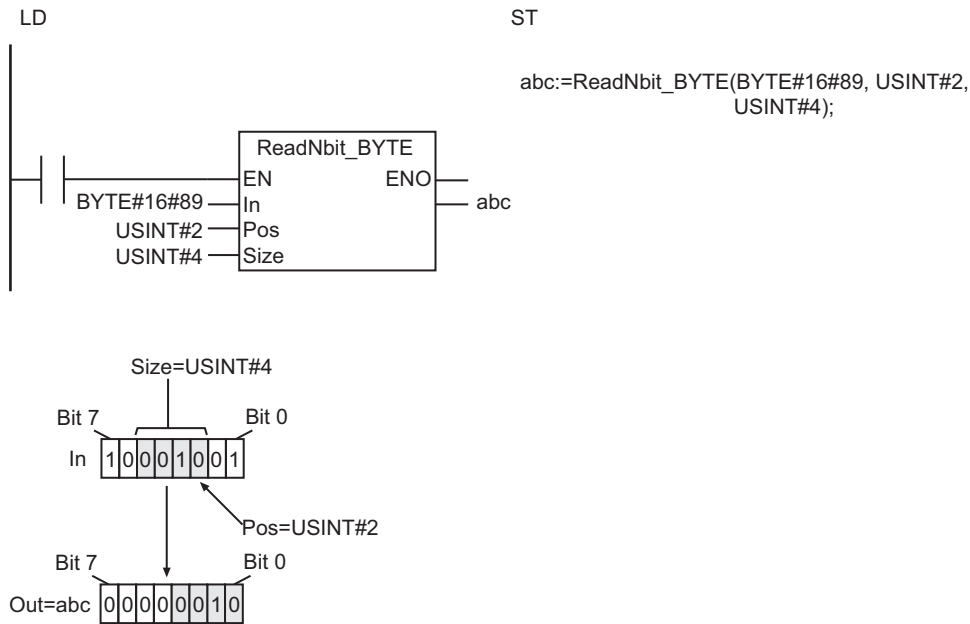 LD
ST
abc:=ReadNbit_BYTE(BYTE#16#89, USINT#2,
USINT#4);
ReadNbit_BYTE
EN ENO
BYTE#16#89 In abc
USINT#2 Pos
USINT#4 Size
Size=USINT#4
Bit 7 Bit 0
In 1 0 0 0 1 0 0 1
Pos=USINT#2
Bit 7 Bit 0
Out=abc 0 0 0 0 0 0 1 0